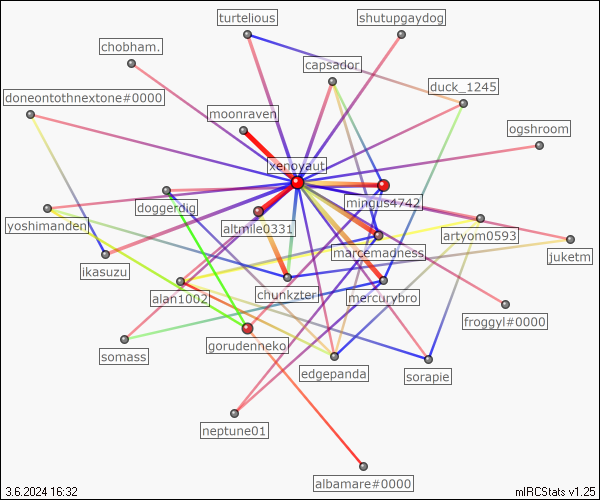 turtelious
shutupgaydog
chobham.
capsador
duck_1245
doneontothnextone#0000
moonraven
ogshroom
xenoyaut
mingus4742
doggerdig
yoshimanden
altmile0331
artyom0593
marcemadness
juketm
ikasuzu
chunkzter
mercurybro
alan1002
froggyl#0000
gorudenneko
somass
edgepanda
sorapie
neptune01
albamare#0000
3.6.2024 16:32
mIRCStats v1.25